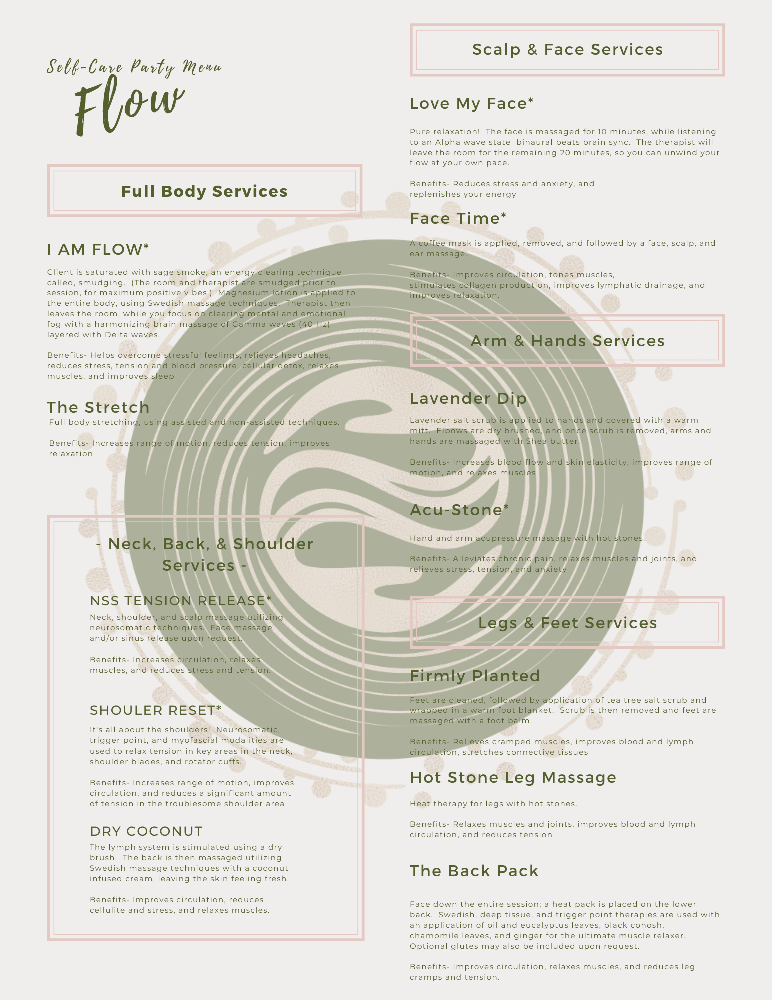 Self-Care Party Menu
Flow
Full Body Services
I AM FLOW*
Client is saturated with sage smoke, an energy clearing technique
called, smudging.  (The room and therapist are smudged prior to
session, for maximum positive vibes.)  Magnesium lotion is applied to
the entire body, using Swedish massage techniques.  Therapist then
leaves the room, while you focus on clearing mental and emotional
fog with a harmonizing brain massage of Gamma waves (40 Hz)
layered with Delta waves.
Benefits- Helps overcome stressful feelings, relieves headaches,
reduces stress, tension and blood pressure, cellular detox, relaxes
muscles, and improves sleep
The Stretch
Full body stretching, using assisted and non-assisted techniques.
Benefits- Increases range of motion, reduces tension, improves
relaxation
- Neck, Back, & Shoulder
Services -
NSS TENSION RELEASE*
Neck, shoulder, and scalp massage utilizing
neurosomatic techniques.  Face massage
and/or sinus release upon request.
Benefits- Increases circulation, relaxes
muscles, and reduces stress and tension.
SHOULER RESET*
It's all about the shoulders!  Neurosomatic,
trigger point, and myofascial modalities are
used to relax tension in key areas in the neck,
shoulder blades, and rotator cuffs.
Benefits- Increases range of motion, improves
circulation, and reduces a significant amount
of tension in the troublesome shoulder area
DRY COCONUT
The lymph system is stimulated using a dry
brush.  The back is then massaged utilizing
Swedish massage techniques with a coconut
infused cream, leaving the skin feeling fresh.
Benefits- Improves circulation, reduces
cellulite and stress, and relaxes muscles.
Scalp & Face Services
Love My Face*
Pure relaxation!  The face is massaged for 10 minutes, while listening
to an Alpha wave state  binaural beats brain sync.  The therapist will
leave the room for the remaining 20 minutes, so you can unwind your
flow at your own pace.
Benefits- Reduces stress and anxiety, and
replenishes your energy
Face Time*
A coffee mask is applied, removed, and followed by a face, scalp, and
ear massage.
Benefits- Improves circulation, tones muscles,
stimulates collagen production, improves lymphatic drainage, and
improves relaxation.
Arm & Hands Services
Lavender Dip
Lavender salt scrub is applied to hands and covered with a warm
mitt.  Elbows are dry brushed, and once scrub is removed, arms and
hands are massaged with Shea butter.
Benefits- Increases blood flow and skin elasticity, improves range of
motion, and relaxes muscles
Acu-Stone*
Hand and arm acupressure massage with hot stones.
Benefits- Alleviates chronic pain, relaxes muscles and joints, and
relieves stress, tension, and anxiety
Legs & Feet Services
Firmly Planted
Feet are cleaned, followed by application of tea tree salt scrub and
wrapped in a warm foot blanket.  Scrub is then removed and feet are
massaged with a foot balm.
Benefits- Relieves cramped muscles, improves blood and lymph
circulation, stretches connective tissues
Hot Stone Leg Massage
Heat therapy for legs with hot stones.
Benefits- Relaxes muscles and joints, improves blood and lymph
circulation, and reduces tension
The Back Pack
Face down the entire session; a heat pack is placed on the lower
back.  Swedish, deep tissue, and trigger point therapies are used with
an application of oil and eucalyptus leaves, black cohosh,
chamomile leaves, and ginger for the ultimate muscle relaxer.
Optional glutes may also be included upon request.
Benefits- Improves circulation, relaxes muscles, and reduces leg
cramps and tension.